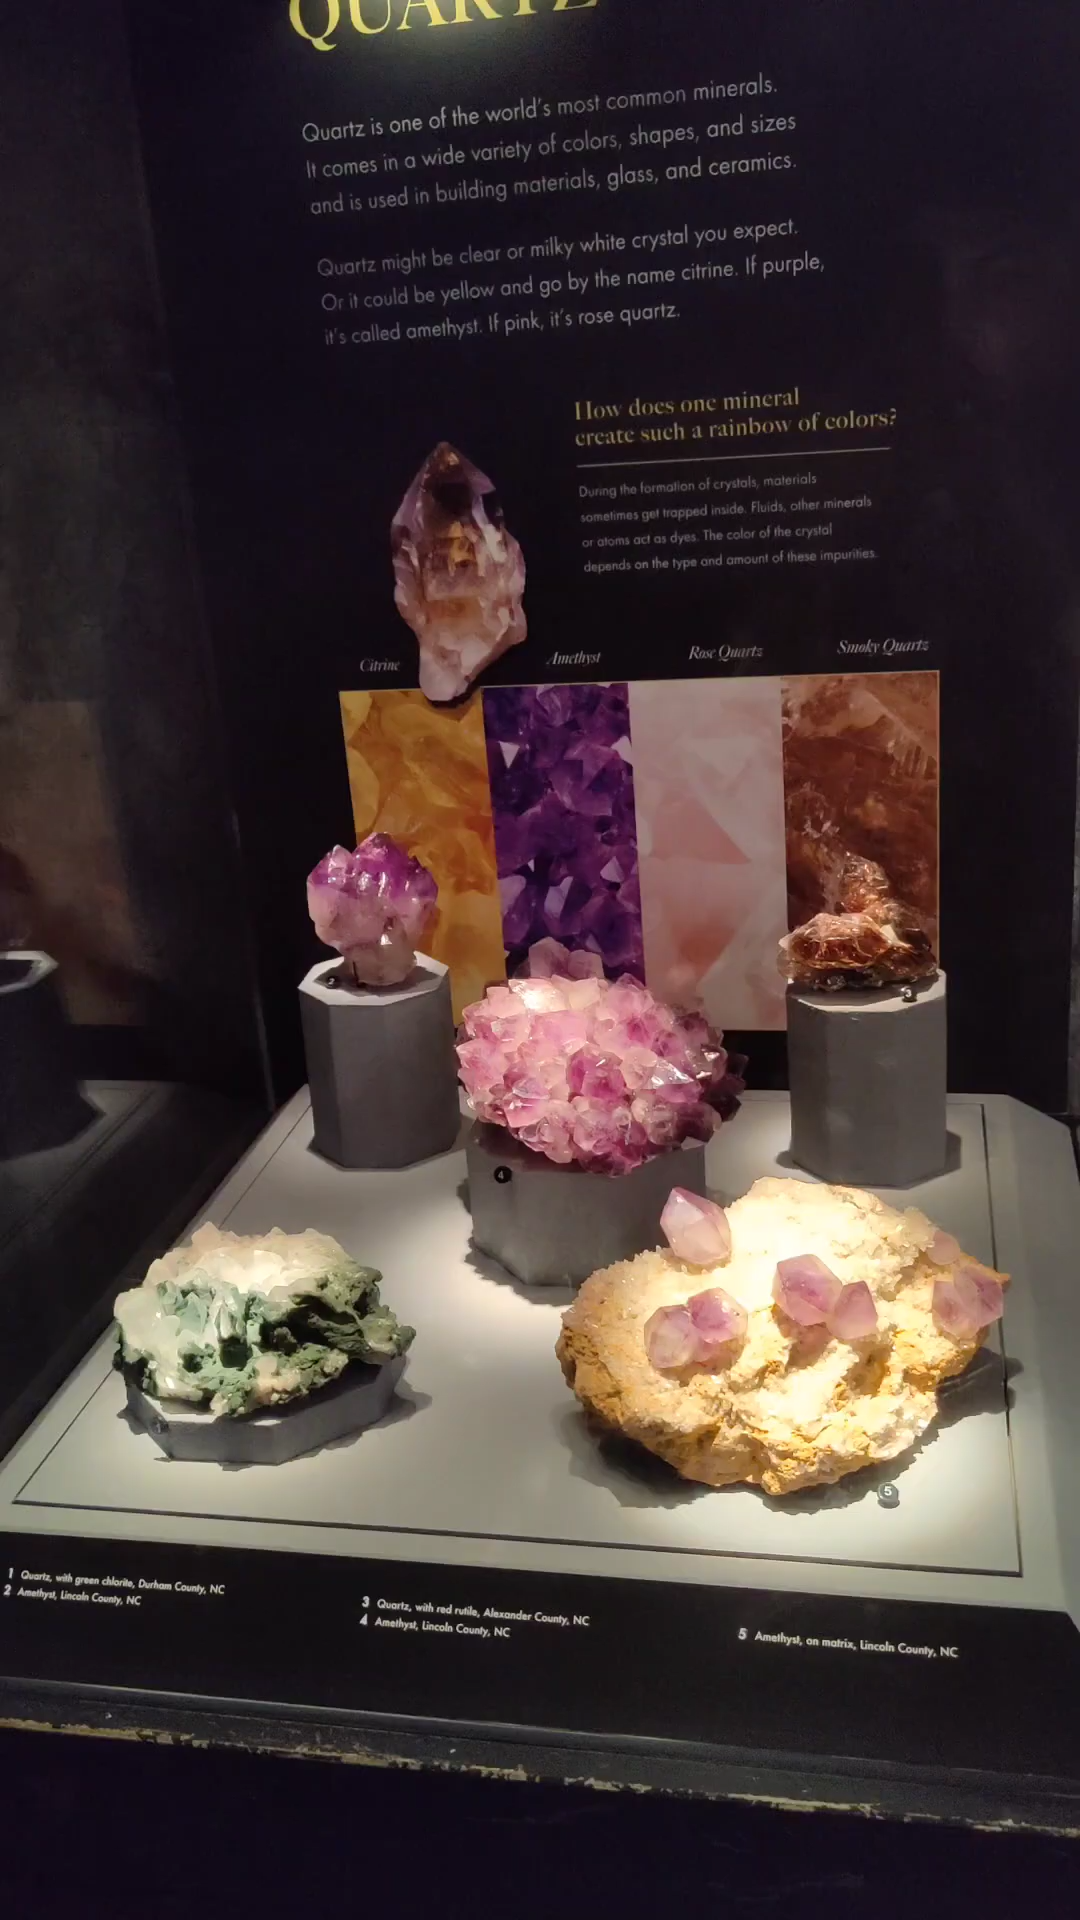 QUARTZ
Quartz is one of the world's most common minerals.
It comes in a wide variety of colors, shapes, and sizes
and is used in building materials, glass, and ceramics.
Quartz might be clear or milky white crystal you expect.
Or it could be yellow and go by the name citrine. If purple,
it's called amethyst. If pink, it's rose quartz.
How does one mineral
create such a rainbow of colors?
During the formation of crystals, materials
sometimes get trapped inside. Fluids, other minerals
or atoms act as dyes. The color of the crystal
depends on the type and amount of these impurities.
Citrine
Amethyst
Rose Quartz
Smoky Quartz
3
4
5
1 Quartz, with green chlorite, Durham County, NC
2 Amethyst, Lincoln County, NC
3 Quartz, with red rutile, Alexander County, NC
4 Amethyst, Lincoln County, NC
5 Amethyst, on matrix, Lincoln County, NC